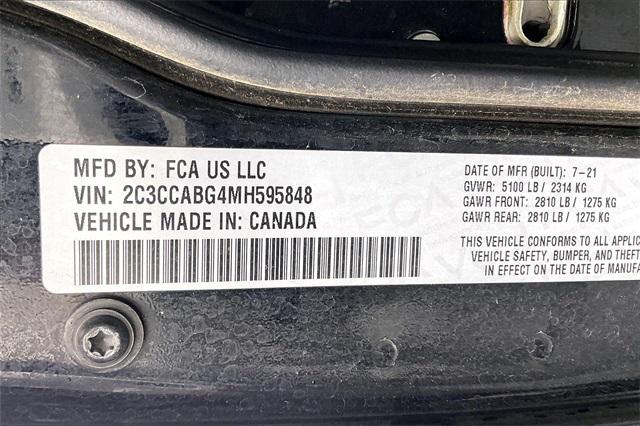 MFD BY: FCA US LLC
VIN: 2C3CCABG4MH595848
VEHICLE MADE IN: CANADA
DATE OF MFR (BUILT): 7-21
GVWR: 5100 LB / 2314 KG
GAWR FRONT: 2810 LB / 1275 KG
GAWR REAR: 2810 LB / 1275 KG
THIS VEHICLE CONFORMS TO ALL APPLIC
VEHICLE SAFETY, BUMPER, AND THEFT
IN EFFECT ON THE DATE OF MANUFA